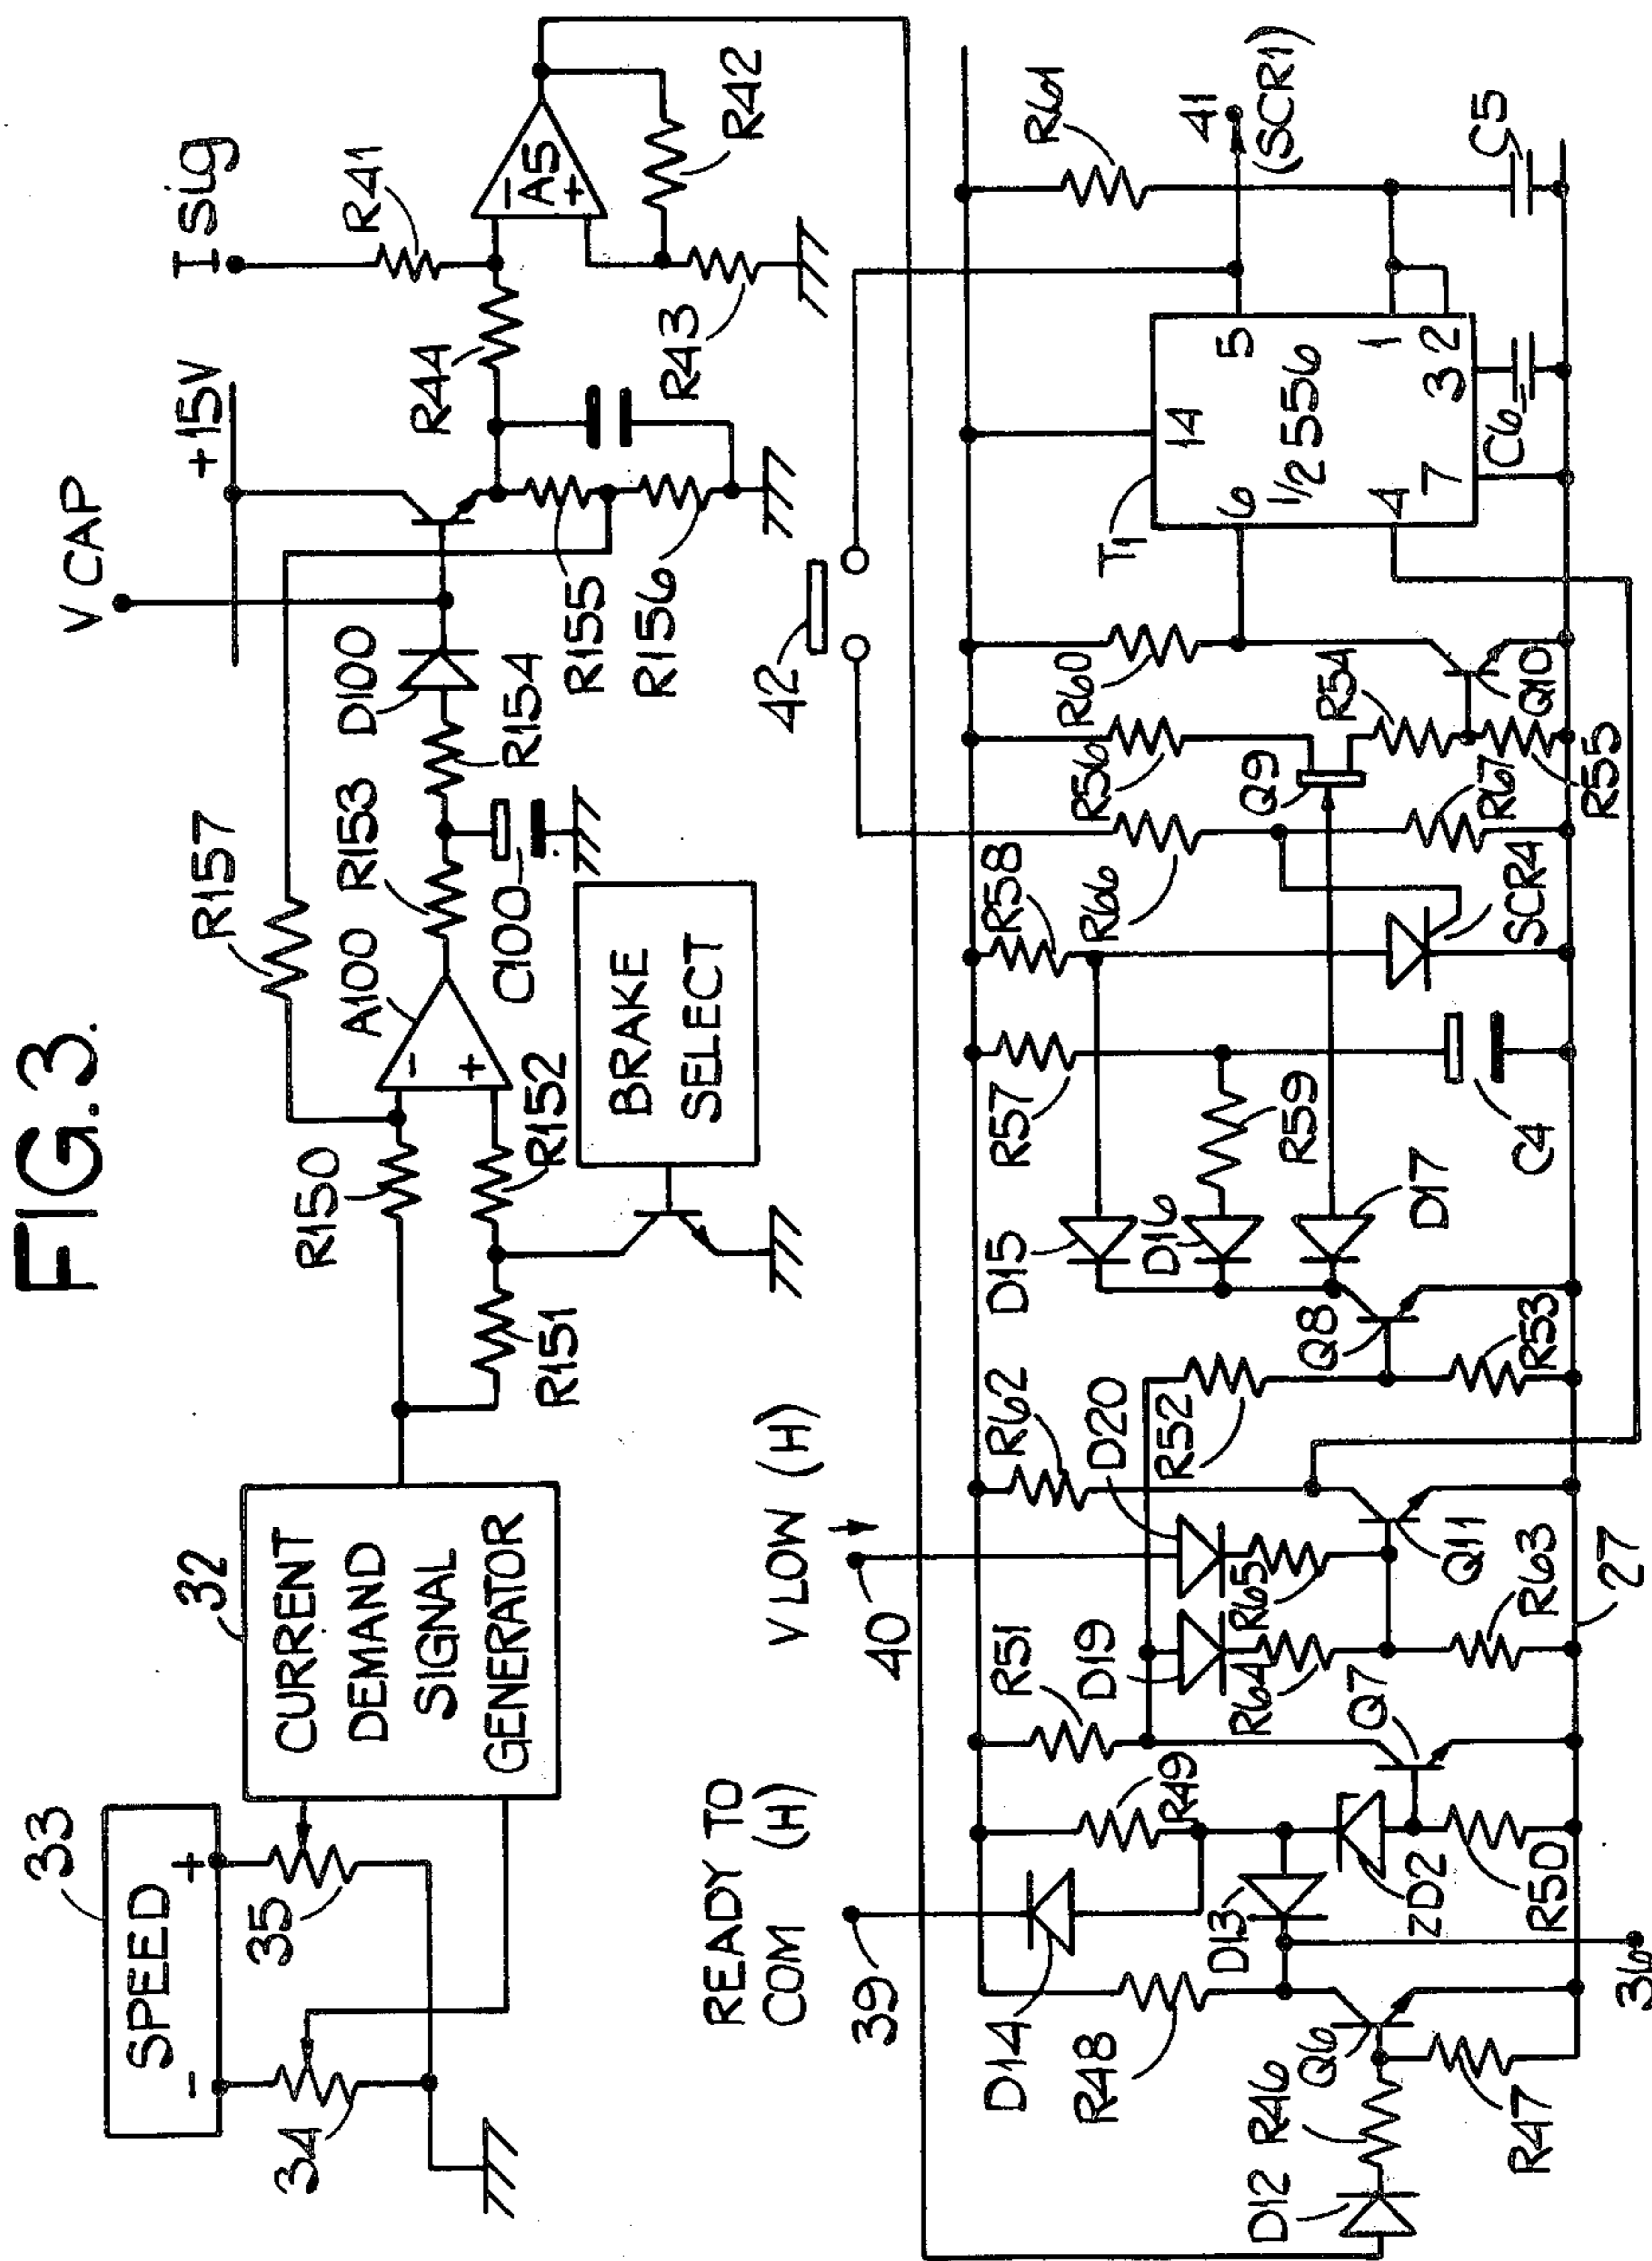 FIG.3.
33
SPEED
-
+
34
35
32
CURRENT
DEMAND
SIGNAL
GENERATOR
R150
R151
R152
R157
A100
-
+
R153
C100
BRAKE
SELECT
D100
R154
V CAP
+15V
R155
R156
R44
R43
I sig
R41
-
A5
+
R42
READY TO
COM (H)
39
V LOW (H)
40
42
D12
R46
Q6
R47
R48
D14
D13
36
R49
ZD2
R50
Q7
R51
D19
R64
D20
R65
R63
Q11
27
R62
R52
Q8
R53
D15
D16
D17
R57
R59
C4
R58
SCR4
R66
R67
R56
Q9
R54
R55
R60
Q10
T1
14
6
5
1/2 556
4
1
7
3
2
C6
R61
41
(SCR1)
C5